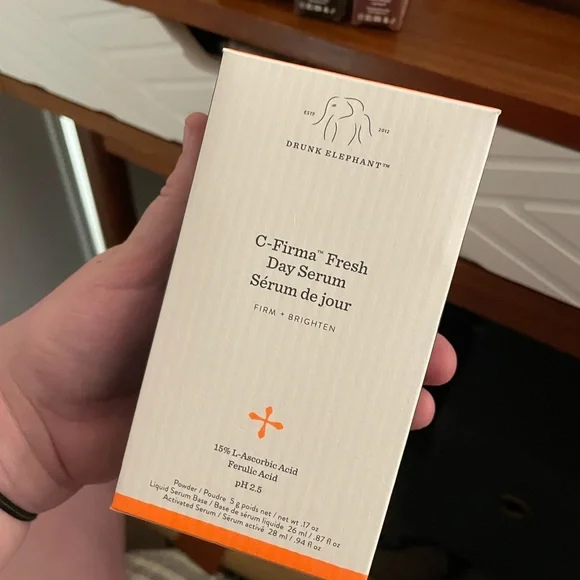 ESTD 2012
DRUNK ELEPHANT™
C-Firma™ Fresh
Day Serum
Sérum de jour
FIRM + BRIGHTEN
15% L-Ascorbic Acid
Ferulic Acid
pH 2.5
Powder / Poudre 5 g poids net / net wt .17 oz
Liquid Serum Base / Base de sérum liquide 26 ml / .87 fl oz
Activated Serum / Sérum activé 28 ml / .94 fl oz